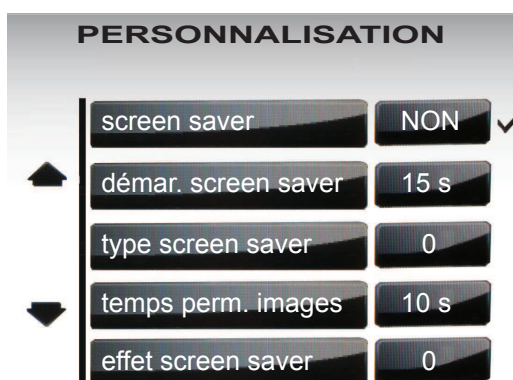 PERSONNALISATION
screen saver NON
démar. screen saver 15 s
type screen saver 0
temps perm. images 10 s
effet screen saver 0